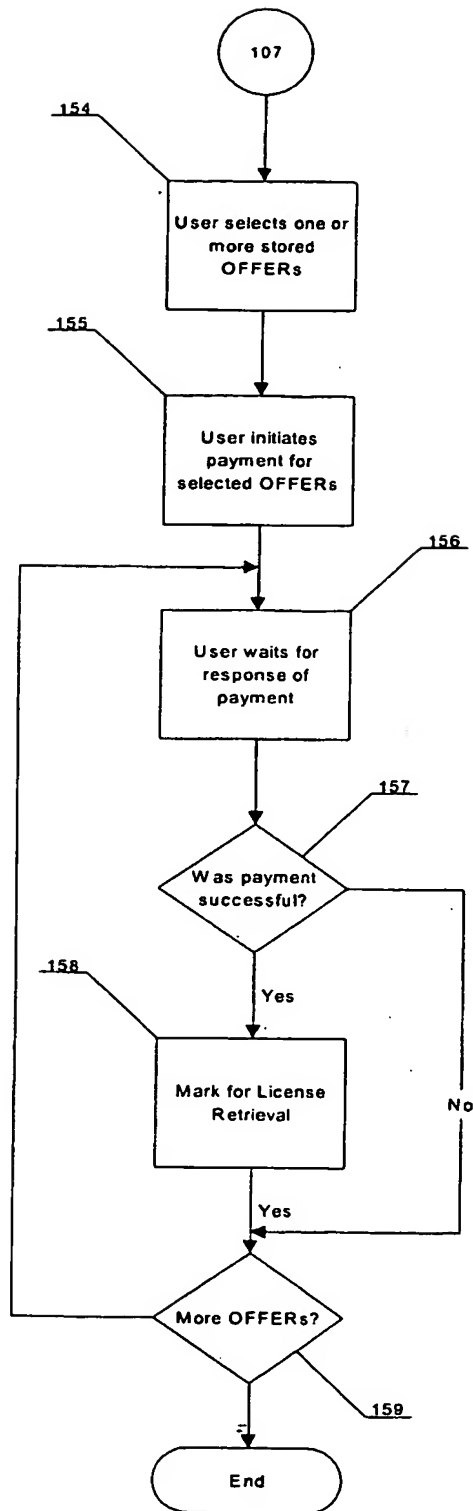 107
154
User selects one or
more stored
OFFERs
155
User initiates
payment for
selected OFFERs
156
User waits for
response of
payment
157
Was payment
successful?
158
Yes
Mark for License
Retrieval
No
Yes
More OFFERs?
159
End